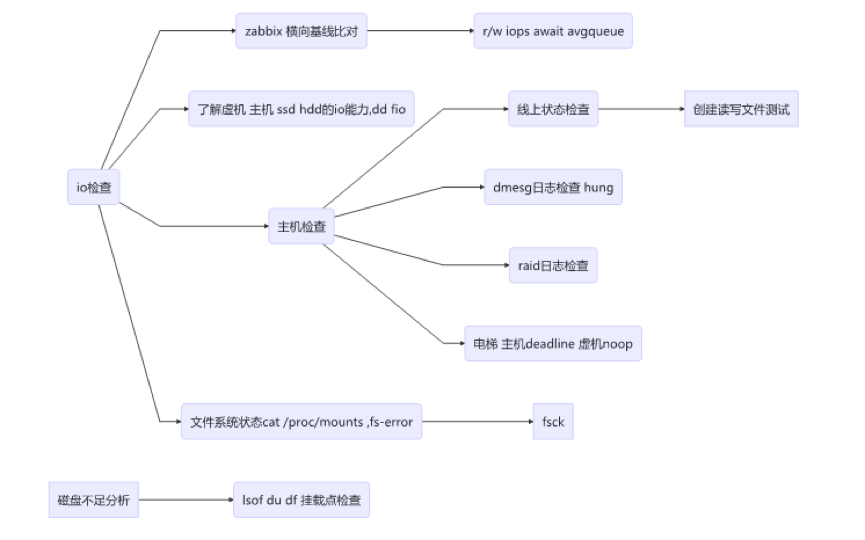 zabbix 横向基线比对
r/w iops await avgqueue
了解虚机 主机 ssd hdd的io能力,dd fio
线上状态检查
创建读写文件测试
io检查
dmesg日志检查 hung
主机检查
raid日志检查
电梯 主机deadline 虚机noop
文件系统状态cat /proc/mounts ,fs-error
fsck
磁盘不足分析
lsof du df 挂载点检查